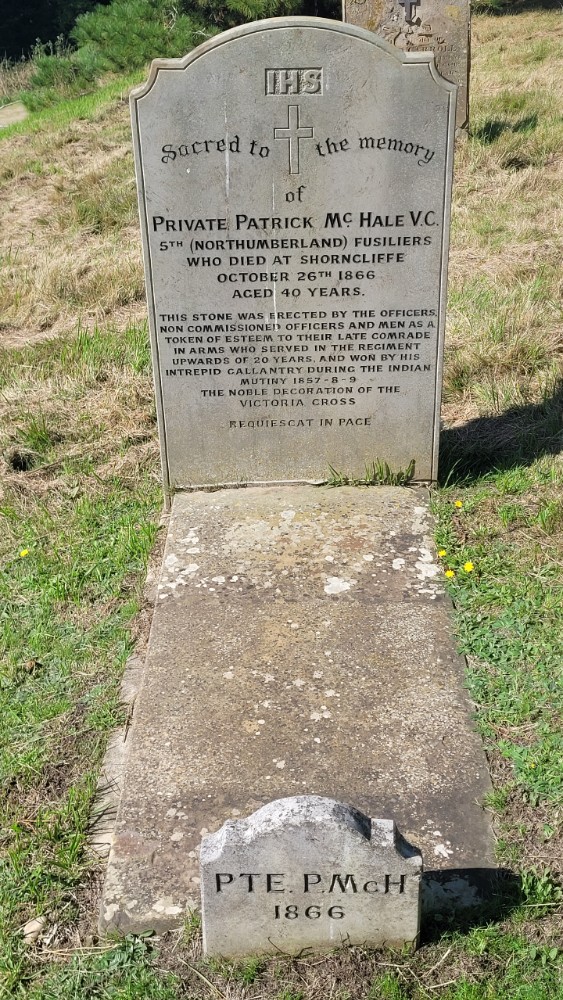 IHS
Sacred to the memory
of
PRIVATE PATRICK Mc HALE V.C.
5TH (NORTHUMBERLAND) FUSILIERS
WHO DIED AT SHORNCLIFFE
OCTOBER 26TH 1866
AGED 40 YEARS.
THIS STONE WAS ERECTED BY THE OFFICERS,
NON COMMISSIONED OFFICERS AND MEN AS A
TOKEN OF ESTEEM TO THEIR LATE COMRADE
IN ARMS WHO SERVED IN THE REGIMENT
UPWARDS OF 20 YEARS, AND WON BY HIS
INTREPID GALLANTRY DURING THE INDIAN
MUTINY 1857-8-9
THE NOBLE DECORATION OF THE
VICTORIA CROSS
REQUIESCAT IN PACE
PTE. P.McH
1866